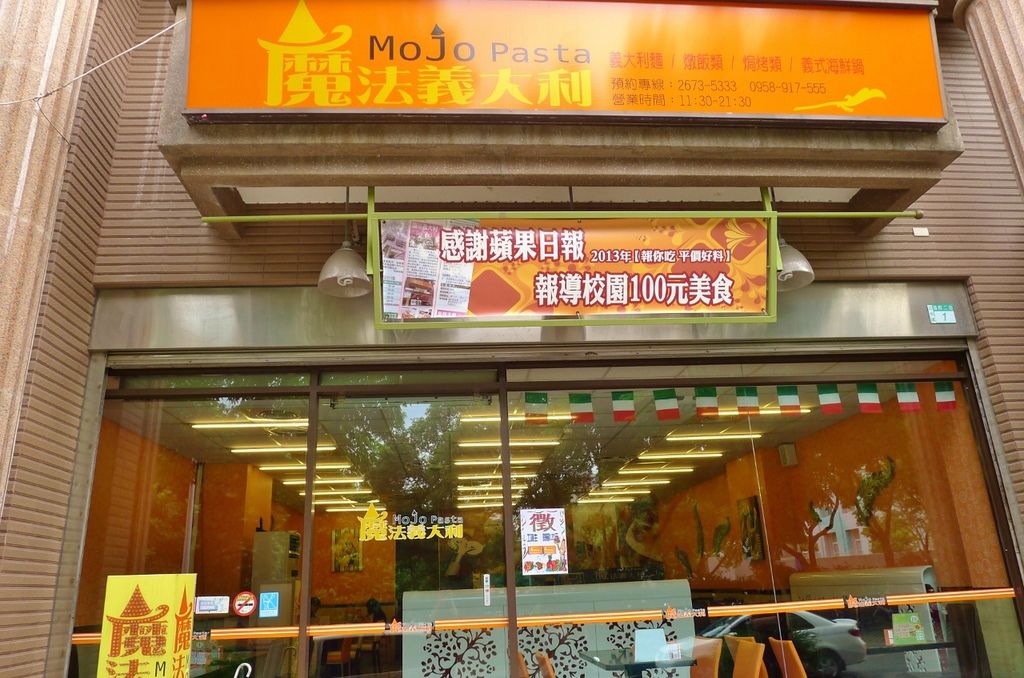 MoJo Pasta
魔法義大利
義大利麵 / 燉飯類 / 焗烤類 / 義式海鮮鍋
預約專線：2673-5333 0958-917-555
營業時間：11:30-21:30
感謝蘋果日報 2013年【報你吃 平價好料】
報導校園100元美食
1
MoJo Pasta
魔法義大利
徵
魔法
M
魔
法